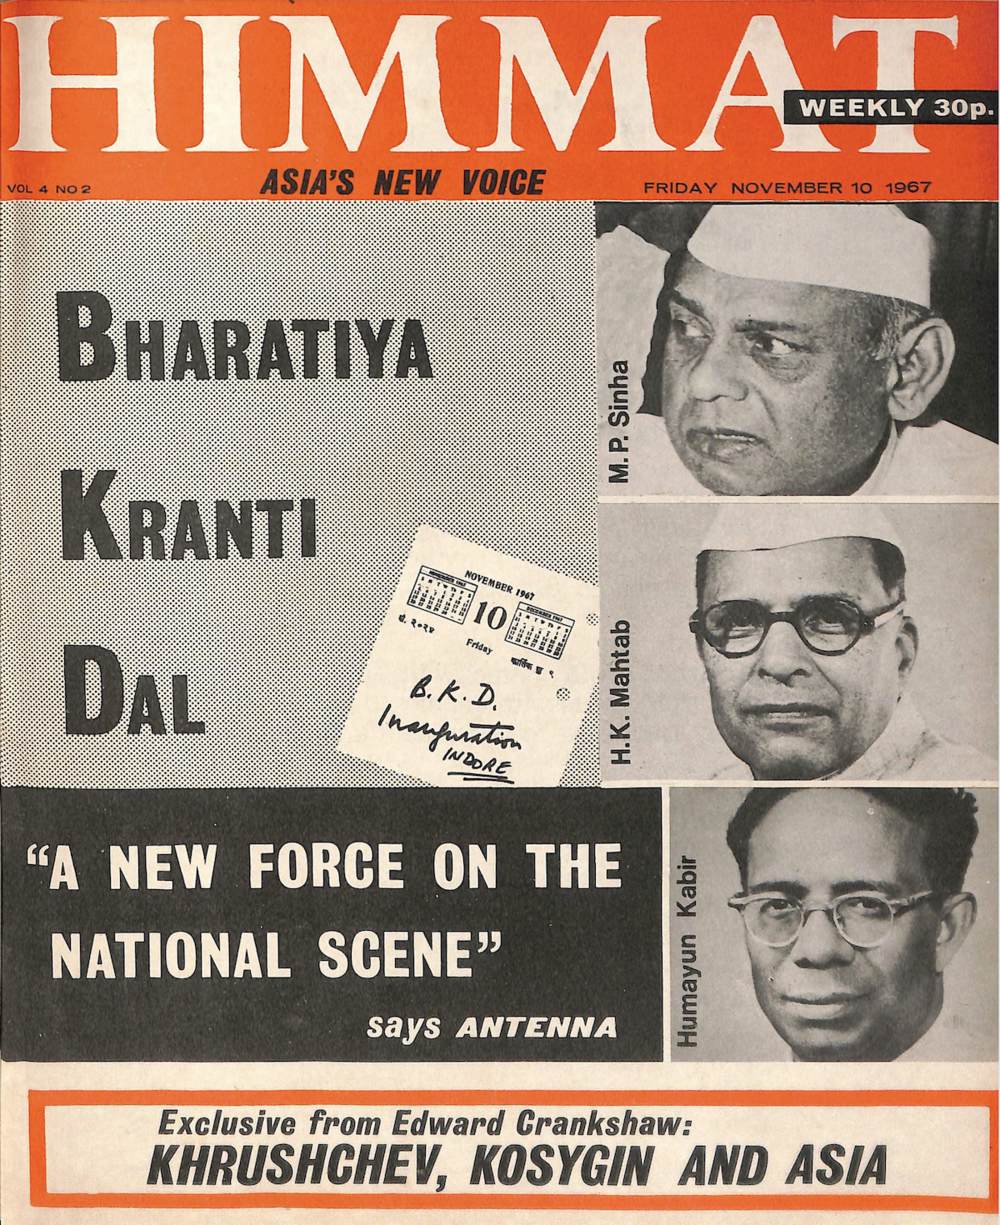 HIMMAT
WEEKLY 30p.
VOL 4 NO 2
ASIA'S NEW VOICE
FRIDAY NOVEMBER 10 1967
BHARATIYA
KRANTI
DAL
M.P. Sinha
H.K. Mahtab
NOVEMBER 1967
10
Friday
B.K.D.
Inauguration
INDORE
"A NEW FORCE ON THE
NATIONAL SCENE"
says ANTENNA
Humayun Kabir
Exclusive from Edward Crankshaw:
KHRUSHCHEV, KOSYGIN AND ASIA